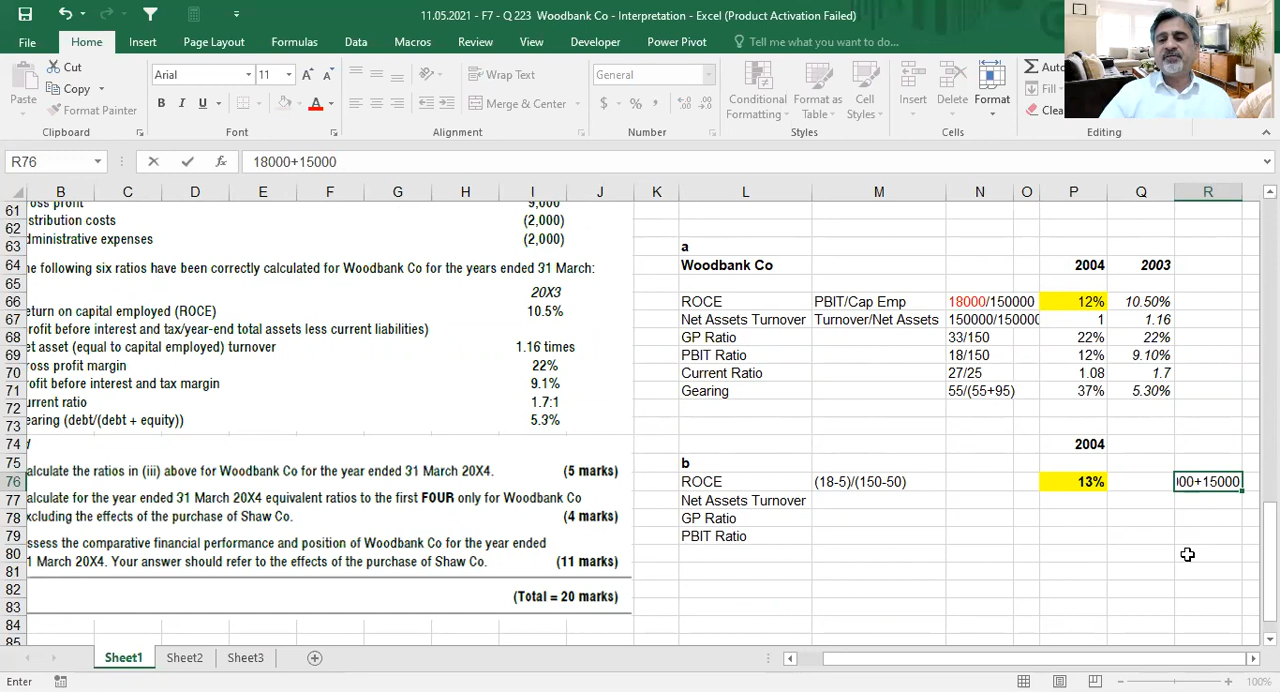 11.05.2021 - F7 - Q 223 Woodbank Co - Interpretation - Excel (Product Activation Failed)
File Home Insert Page Layout Formulas Data Macros Review View Developer Power Pivot Tell me what you want to do...
Paste
Cut
Copy
Format Painter
Clipboard
Arial 11
B I U
Font
Wrap Text
Merge & Center
Alignment
General
$ % ,
Number
Conditional Formatting
Format as Table
Cell Styles
Styles
Insert Delete Format
Cells
Fill
Editing
R76 fx 18000+15000
B C D E F G H I J K L M N O P Q R
61 9,000
62 stribution costs (2,000)
63 dministrative expenses (2,000) a
64 he following six ratios have been correctly calculated for Woodbank Co for the years ended 31 March: Woodbank Co 2004 2003
65 20X3
66 eturn on capital employed (ROCE) 10.5% ROCE PBIT/Cap Emp 18000/150000 12% 10.50%
67 rofit before interest and tax/year-end total assets less current liabilities) Net Assets Turnover Turnover/Net Assets 150000/150000 1 1.16
68 et asset (equal to capital employed) turnover 1.16 times GP Ratio 33/150 22% 22%
69 ross profit margin 22% PBIT Ratio 18/150 12% 9.10%
70 rofit before interest and tax margin 9.1% Current Ratio 27/25 1.08 1.7
71 urrent ratio 1.7:1 Gearing 55/(55+95) 37% 5.30%
72 earing (debt/(debt + equity)) 5.3%
73
74 2004
75 alculate the ratios in (iii) above for Woodbank Co for the year ended 31 March 20X4. (5 marks) b
76 ROCE (18-5)/(150-50) 13% 00+15000
77 alculate for the year ended 31 March 20X4 equivalent ratios to the first FOUR only for Woodbank Co Net Assets Turnover
78 xcluding the effects of the purchase of Shaw Co. (4 marks) GP Ratio
79 PBIT Ratio
80 ssess the comparative financial performance and position of Woodbank Co for the year ended
81 1 March 20X4. Your answer should refer to the effects of the purchase of Shaw Co. (11 marks)
82 (Total = 20 marks)
83
84
85
Sheet1 Sheet2 Sheet3
Enter 100%